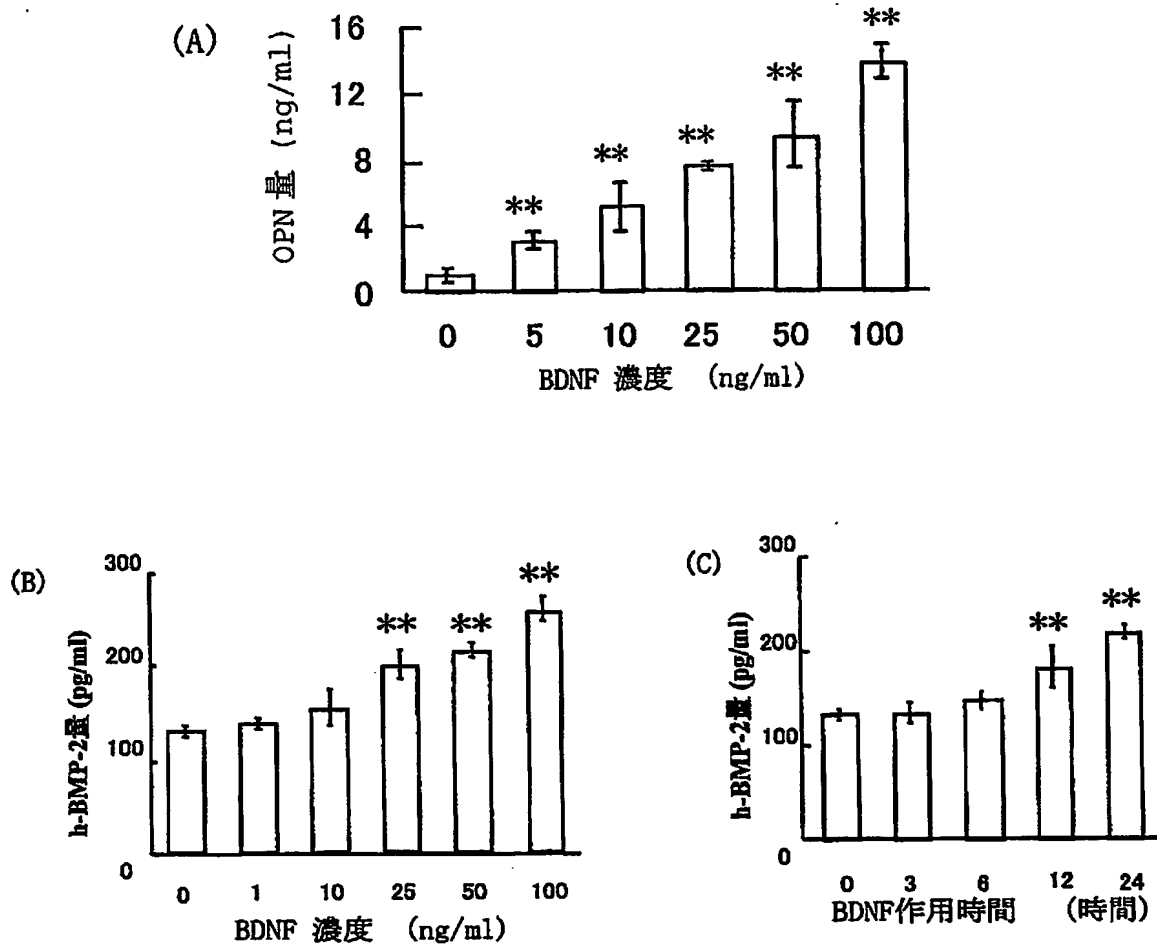 (A)
OPN 量 (ng/ml)
16
12
8
4
0
** ** ** ** **
0 5 10 25 50 100
BDNF 濃度 (ng/ml)
(B)
h-BMP-2量 (pg/ml)
300
200
100
0
** ** **
0 1 10 25 50 100
BDNF 濃度 (ng/ml)
(C)
h-BMP-2量 (pg/ml)
300
200
100
0
** **
0 3 6 12 24
BDNF作用時間 (時間)